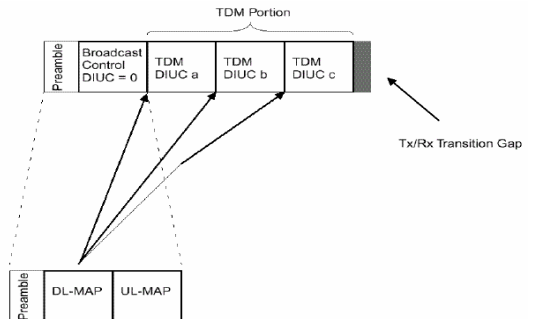 TDM Portion
Preamble
Broadcast
Control
DIUC = 0
TDM
DIUC a
TDM
DIUC b
TDM
DIUC c
Tx/Rx Transition Gap
Preamble
DL-MAP
UL-MAP